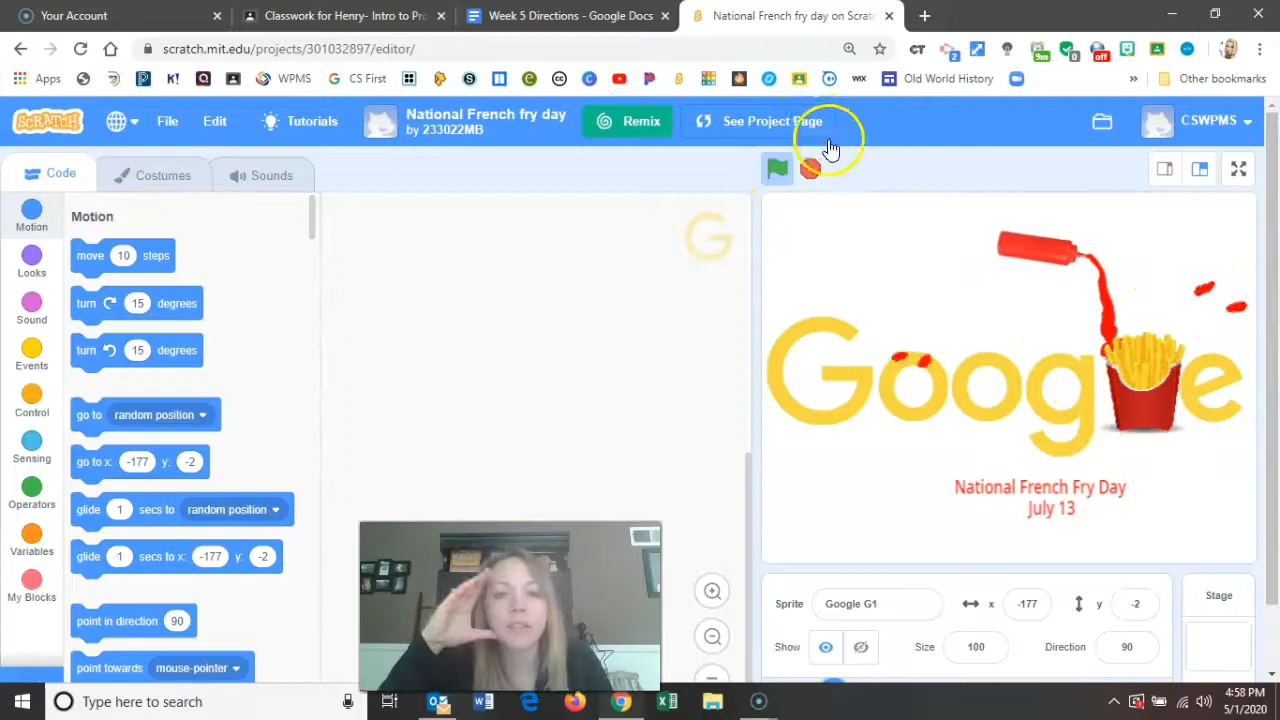 Your Account
Classwork for Henry- Intro to Pro
Week 5 Directions - Google Docs
National French fry day on Scratc
scratch.mit.edu/projects/301032897/editor/
Apps
WPMS
CS First
WIX
Old World History
Other bookmarks
SCRATCH
File
Edit
Tutorials
National French fry day
by 233022MB
Remix
See Project Page
CSWPMS
Code
Costumes
Sounds
Motion
Motion
Looks
Sound
Events
Control
Sensing
Operators
Variables
My Blocks
move 10 steps
turn 15 degrees
turn 15 degrees
go to random position
go to x: -177 y: -2
glide 1 secs to random position
glide 1 secs to x: -177 y: -2
point in direction 90
point towards mouse-pointer
G
Goog e
National French Fry Day
July 13
Sprite Google G1 x -177 y -2
Show Size 100 Direction 90
Stage
Type here to search
4:58 PM
5/1/2020